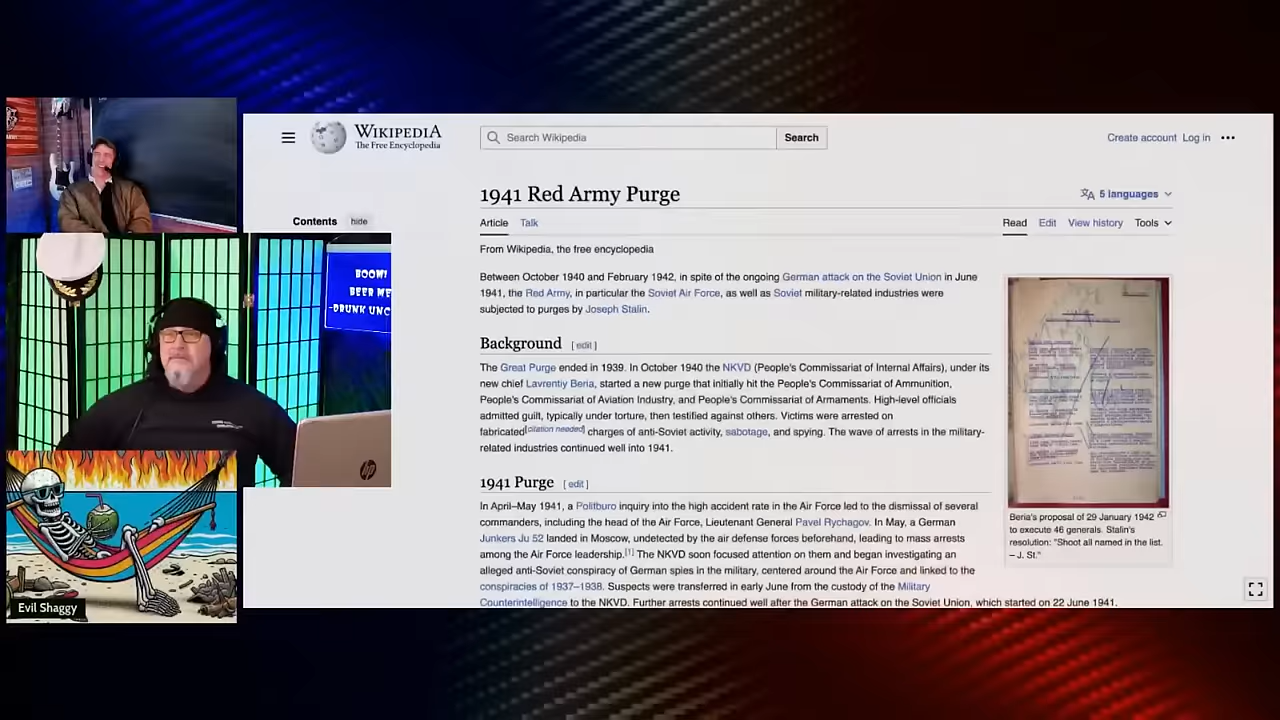 WIKIPEDIA
The Free Encyclopedia
Search Wikipedia
Search
Create account Log in
1941 Red Army Purge
5 languages
Contents hide
Article Talk
Read Edit View history Tools
From Wikipedia, the free encyclopedia
Between October 1940 and February 1942, in spite of the ongoing German attack on the Soviet Union in June
1941, the Red Army, in particular the Soviet Air Force, as well as Soviet military-related industries were
subjected to purges by Joseph Stalin.
Background [ edit ]
The Great Purge ended in 1939. In October 1940 the NKVD (People's Commissariat of Internal Affairs), under its
new chief Lavrentiy Beria, started a new purge that initially hit the People's Commissariat of Ammunition,
People's Commissariat of Aviation Industry, and People's Commissariat of Armaments. High-level officials
admitted guilt, typically under torture, then testified against others. Victims were arrested on
fabricated[citation needed] charges of anti-Soviet activity, sabotage, and spying. The wave of arrests in the military-
related industries continued well into 1941.
1941 Purge [ edit ]
In April–May 1941, a Politburo inquiry into the high accident rate in the Air Force led to the dismissal of several
commanders, including the head of the Air Force, Lieutenant General Pavel Rychagov. In May, a German
Junkers Ju 52 landed in Moscow, undetected by the air defense forces beforehand, leading to mass arrests
among the Air Force leadership.[1] The NKVD soon focused attention on them and began investigating an
alleged anti-Soviet conspiracy of German spies in the military, centered around the Air Force and linked to the
conspiracies of 1937–1938. Suspects were transferred in early June from the custody of the Military
Counterintelligence to the NKVD. Further arrests continued well after the German attack on the Soviet Union, which started on 22 June 1941.
Beria's proposal of 29 January 1942
to execute 46 generals. Stalin's
resolution: "Shoot all named in the list.
– J. St."
BOOM!
BEER ME
-DRUNK UNC
hp
Evil Shaggy